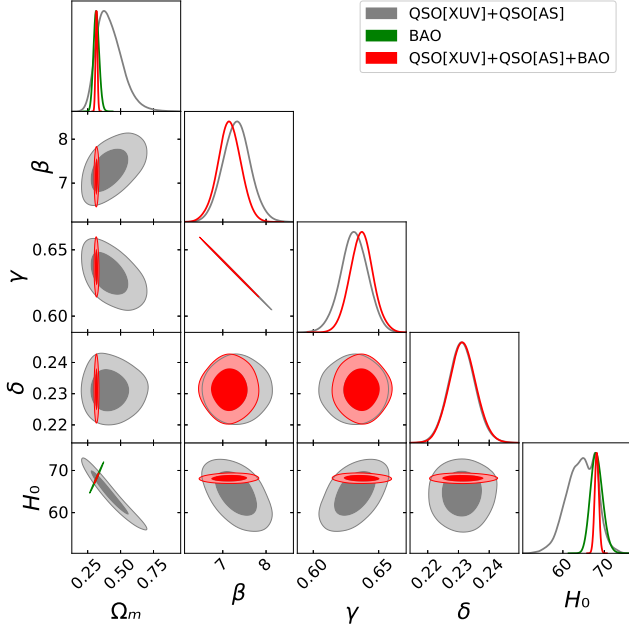 QSO[XUV]+QSO[AS]
BAO
QSO[XUV]+QSO[AS]+BAO
8
7
β
0.65
0.60
γ
0.24
0.23
0.22
δ
70
60
H₀
0.25 0.50 0.75
7 8
0.60 0.65
0.22 0.23 0.24
60 70
Ωₘ β γ δ H₀